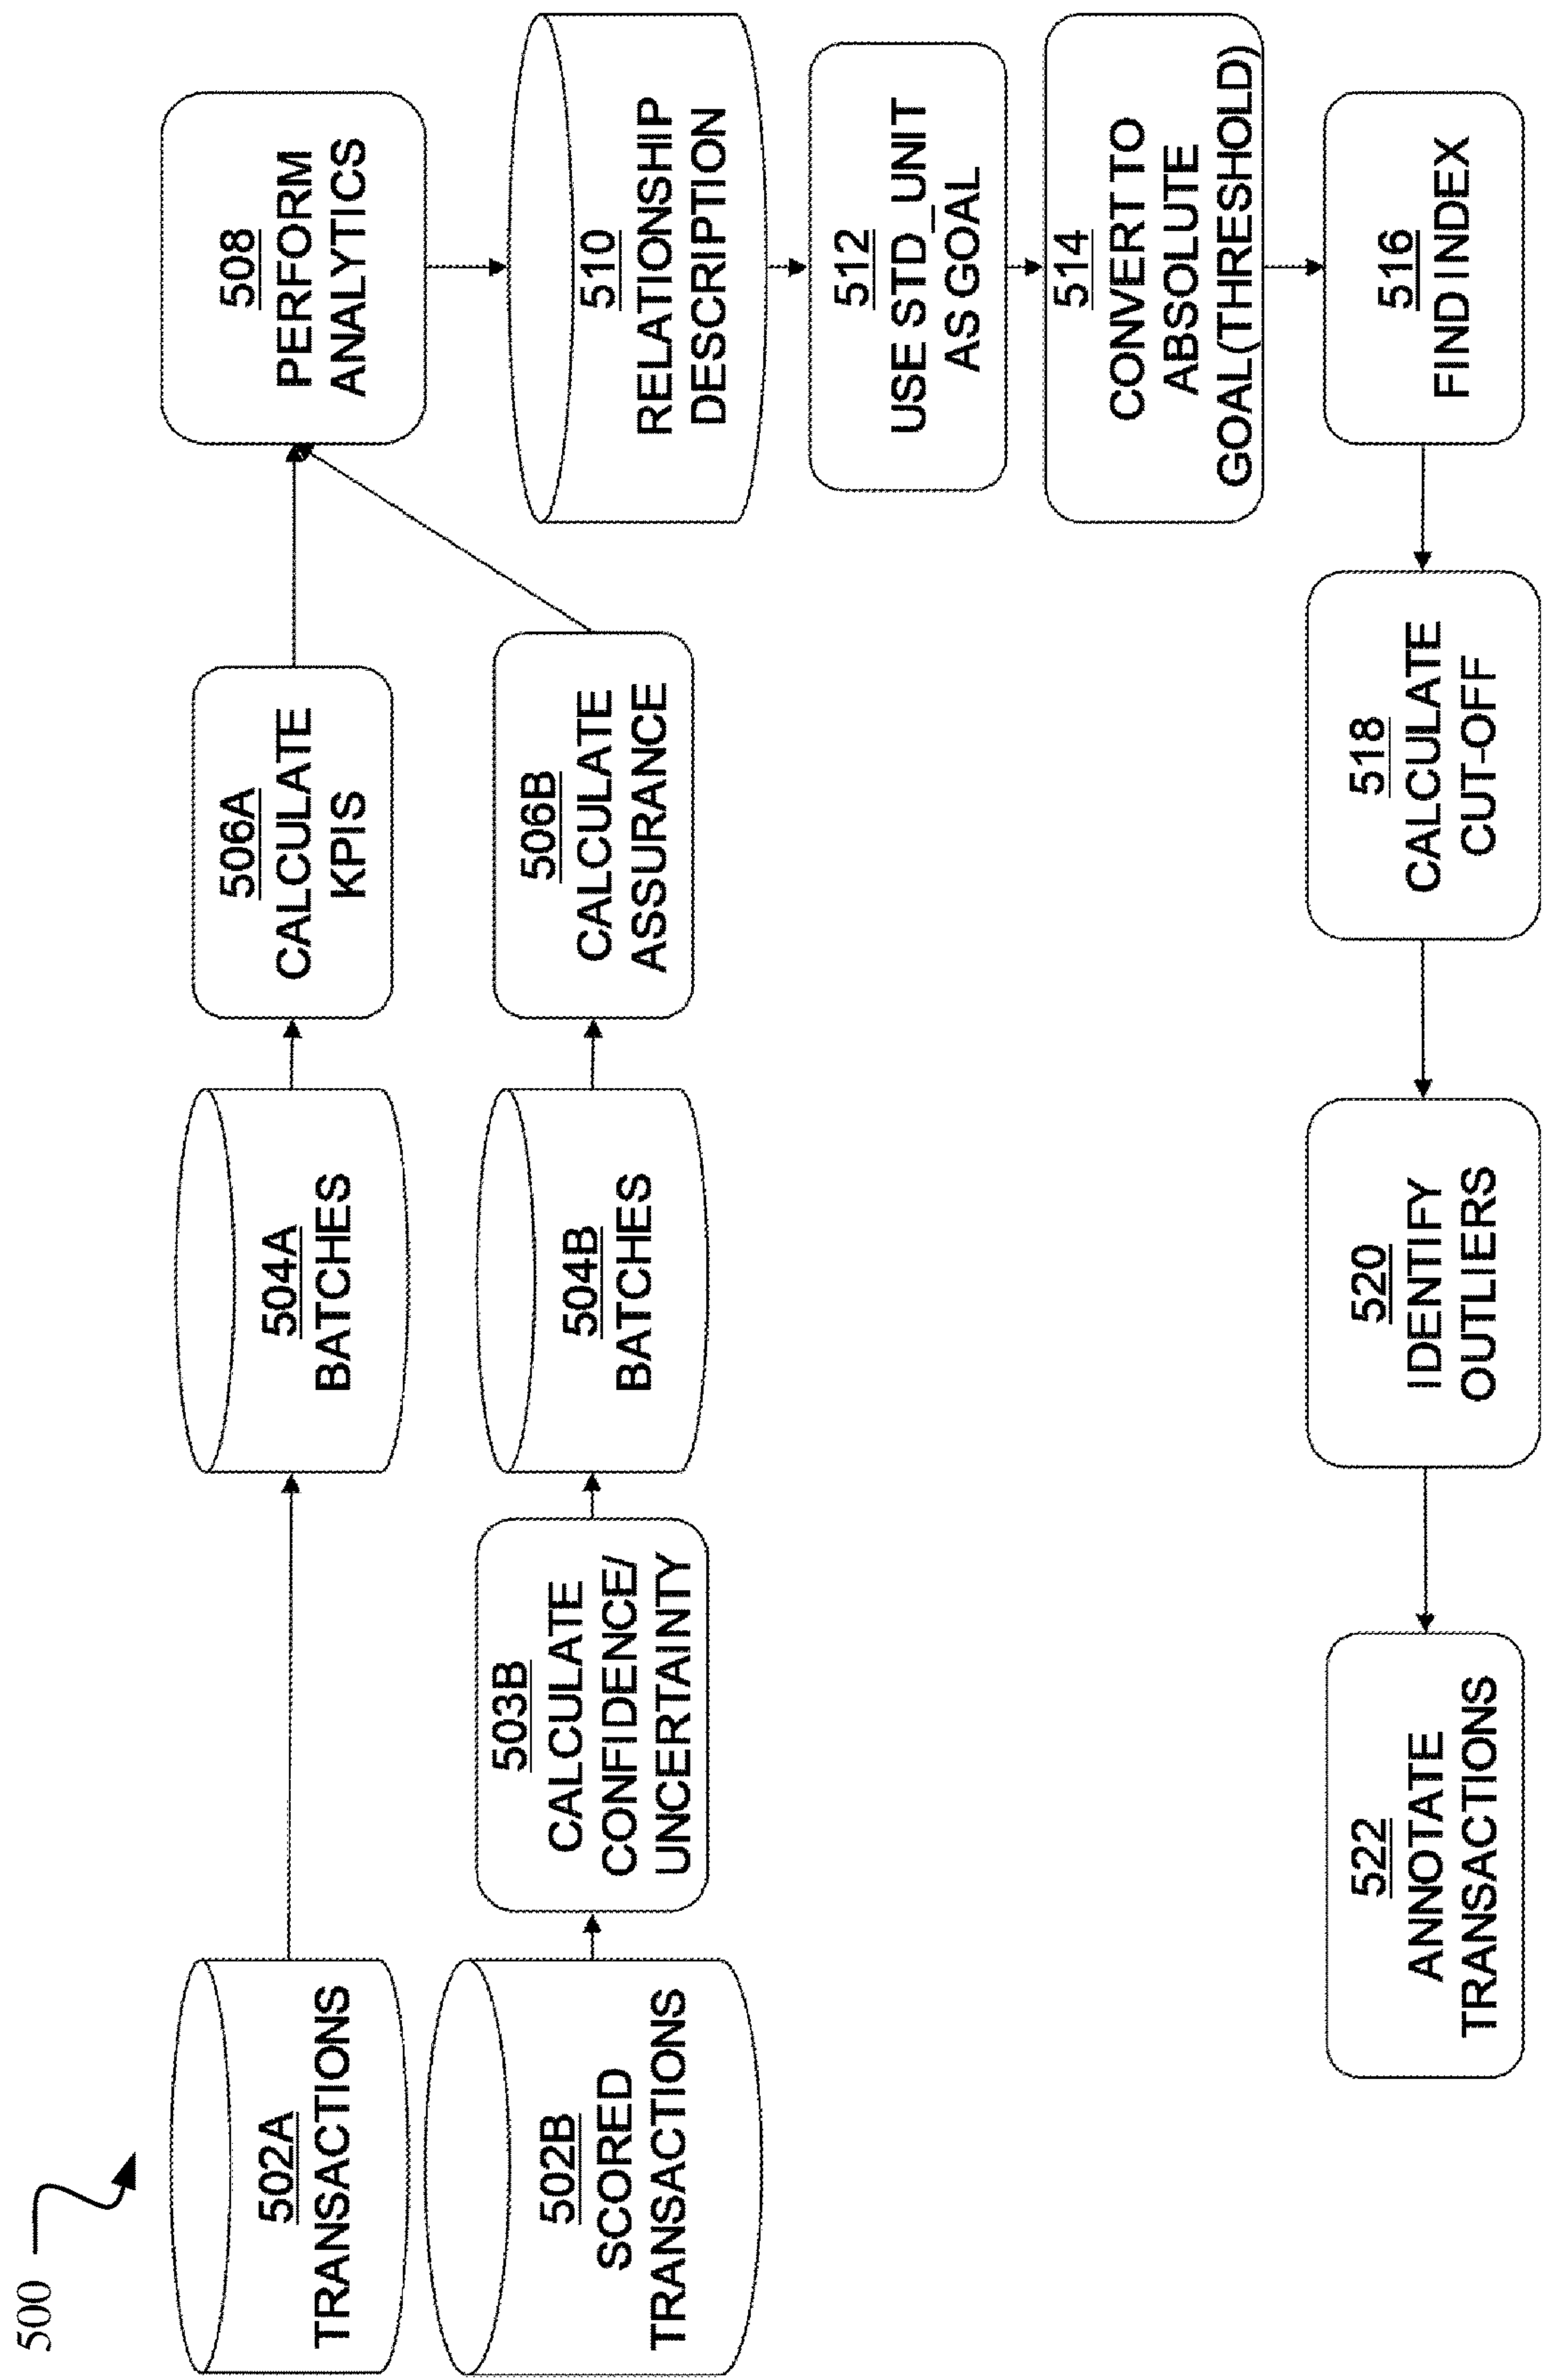 500
502A
TRANSACTIONS
504A
BATCHES
506A
CALCULATE
KPIS
508
PERFORM
ANALYTICS
502B
SCORED
TRANSACTIONS
503B
CALCULATE
CONFIDENCE/
UNCERTAINTY
504B
BATCHES
506B
CALCULATE
ASSURANCE
510
RELATIONSHIP
DESCRIPTION
512
USE STD_UNIT
AS GOAL
514
CONVERT TO
ABSOLUTE
GOAL(THRESHOLD)
516
FIND INDEX
518
CALCULATE
CUT-OFF
520
IDENTIFY
OUTLIERS
522
ANNOTATE
TRANSACTIONS